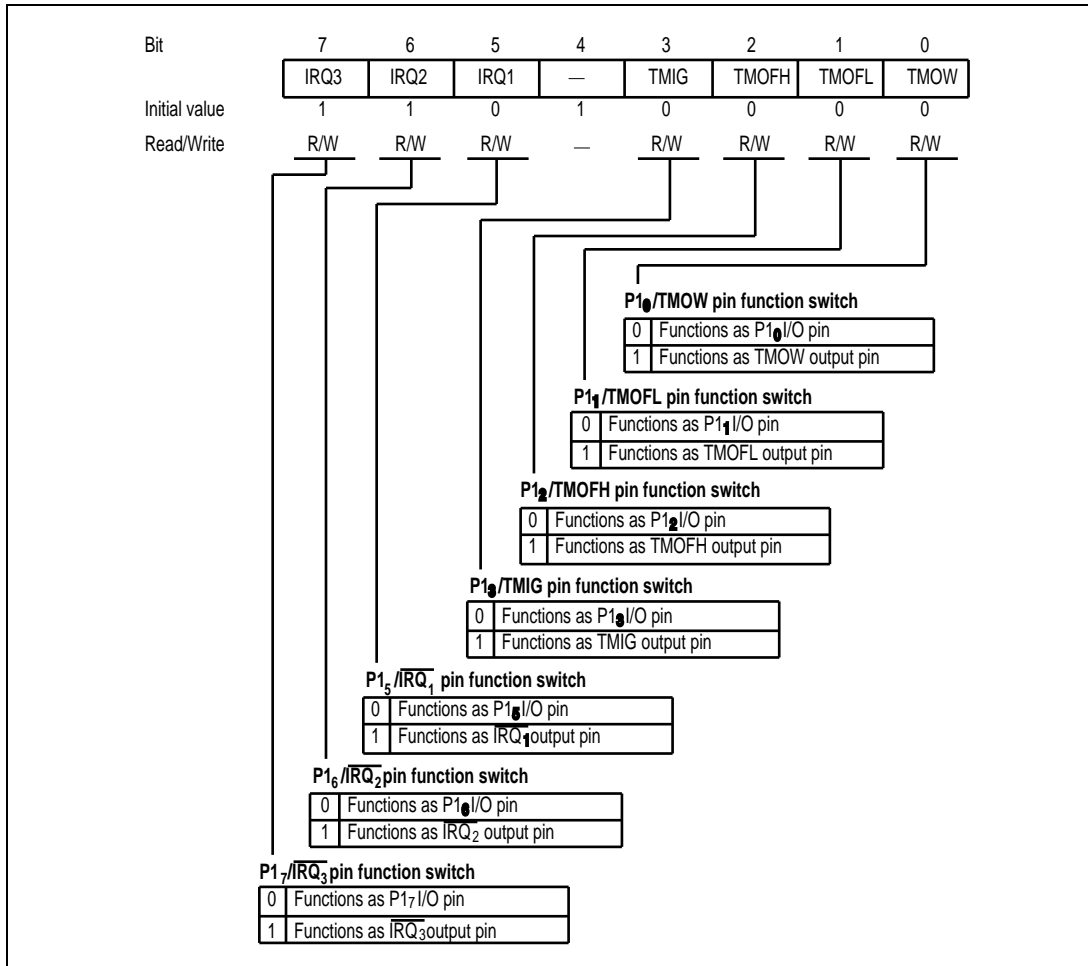 Bit 7 6 5 4 3 2 1 0
IRQ3 IRQ2 IRQ1 — TMIG TMOFH TMOFL TMOW
Initial value 1 1 0 1 0 0 0 0
Read/Write R/W R/W R/W — R/W R/W R/W R/W
P10/TMOW pin function switch
0 Functions as P10 I/O pin
1 Functions as TMOW output pin
P11/TMOFL pin function switch
0 Functions as P11 I/O pin
1 Functions as TMOFL output pin
P12/TMOFH pin function switch
0 Functions as P12 I/O pin
1 Functions as TMOFH output pin
P13/TMIG pin function switch
0 Functions as P13 I/O pin
1 Functions as TMIG output pin
P15/IRQ1 pin function switch
0 Functions as P15 I/O pin
1 Functions as IRQ1 output pin
P16/IRQ2 pin function switch
0 Functions as P16 I/O pin
1 Functions as IRQ2 output pin
P17/IRQ3 pin function switch
0 Functions as P17 I/O pin
1 Functions as IRQ3 output pin